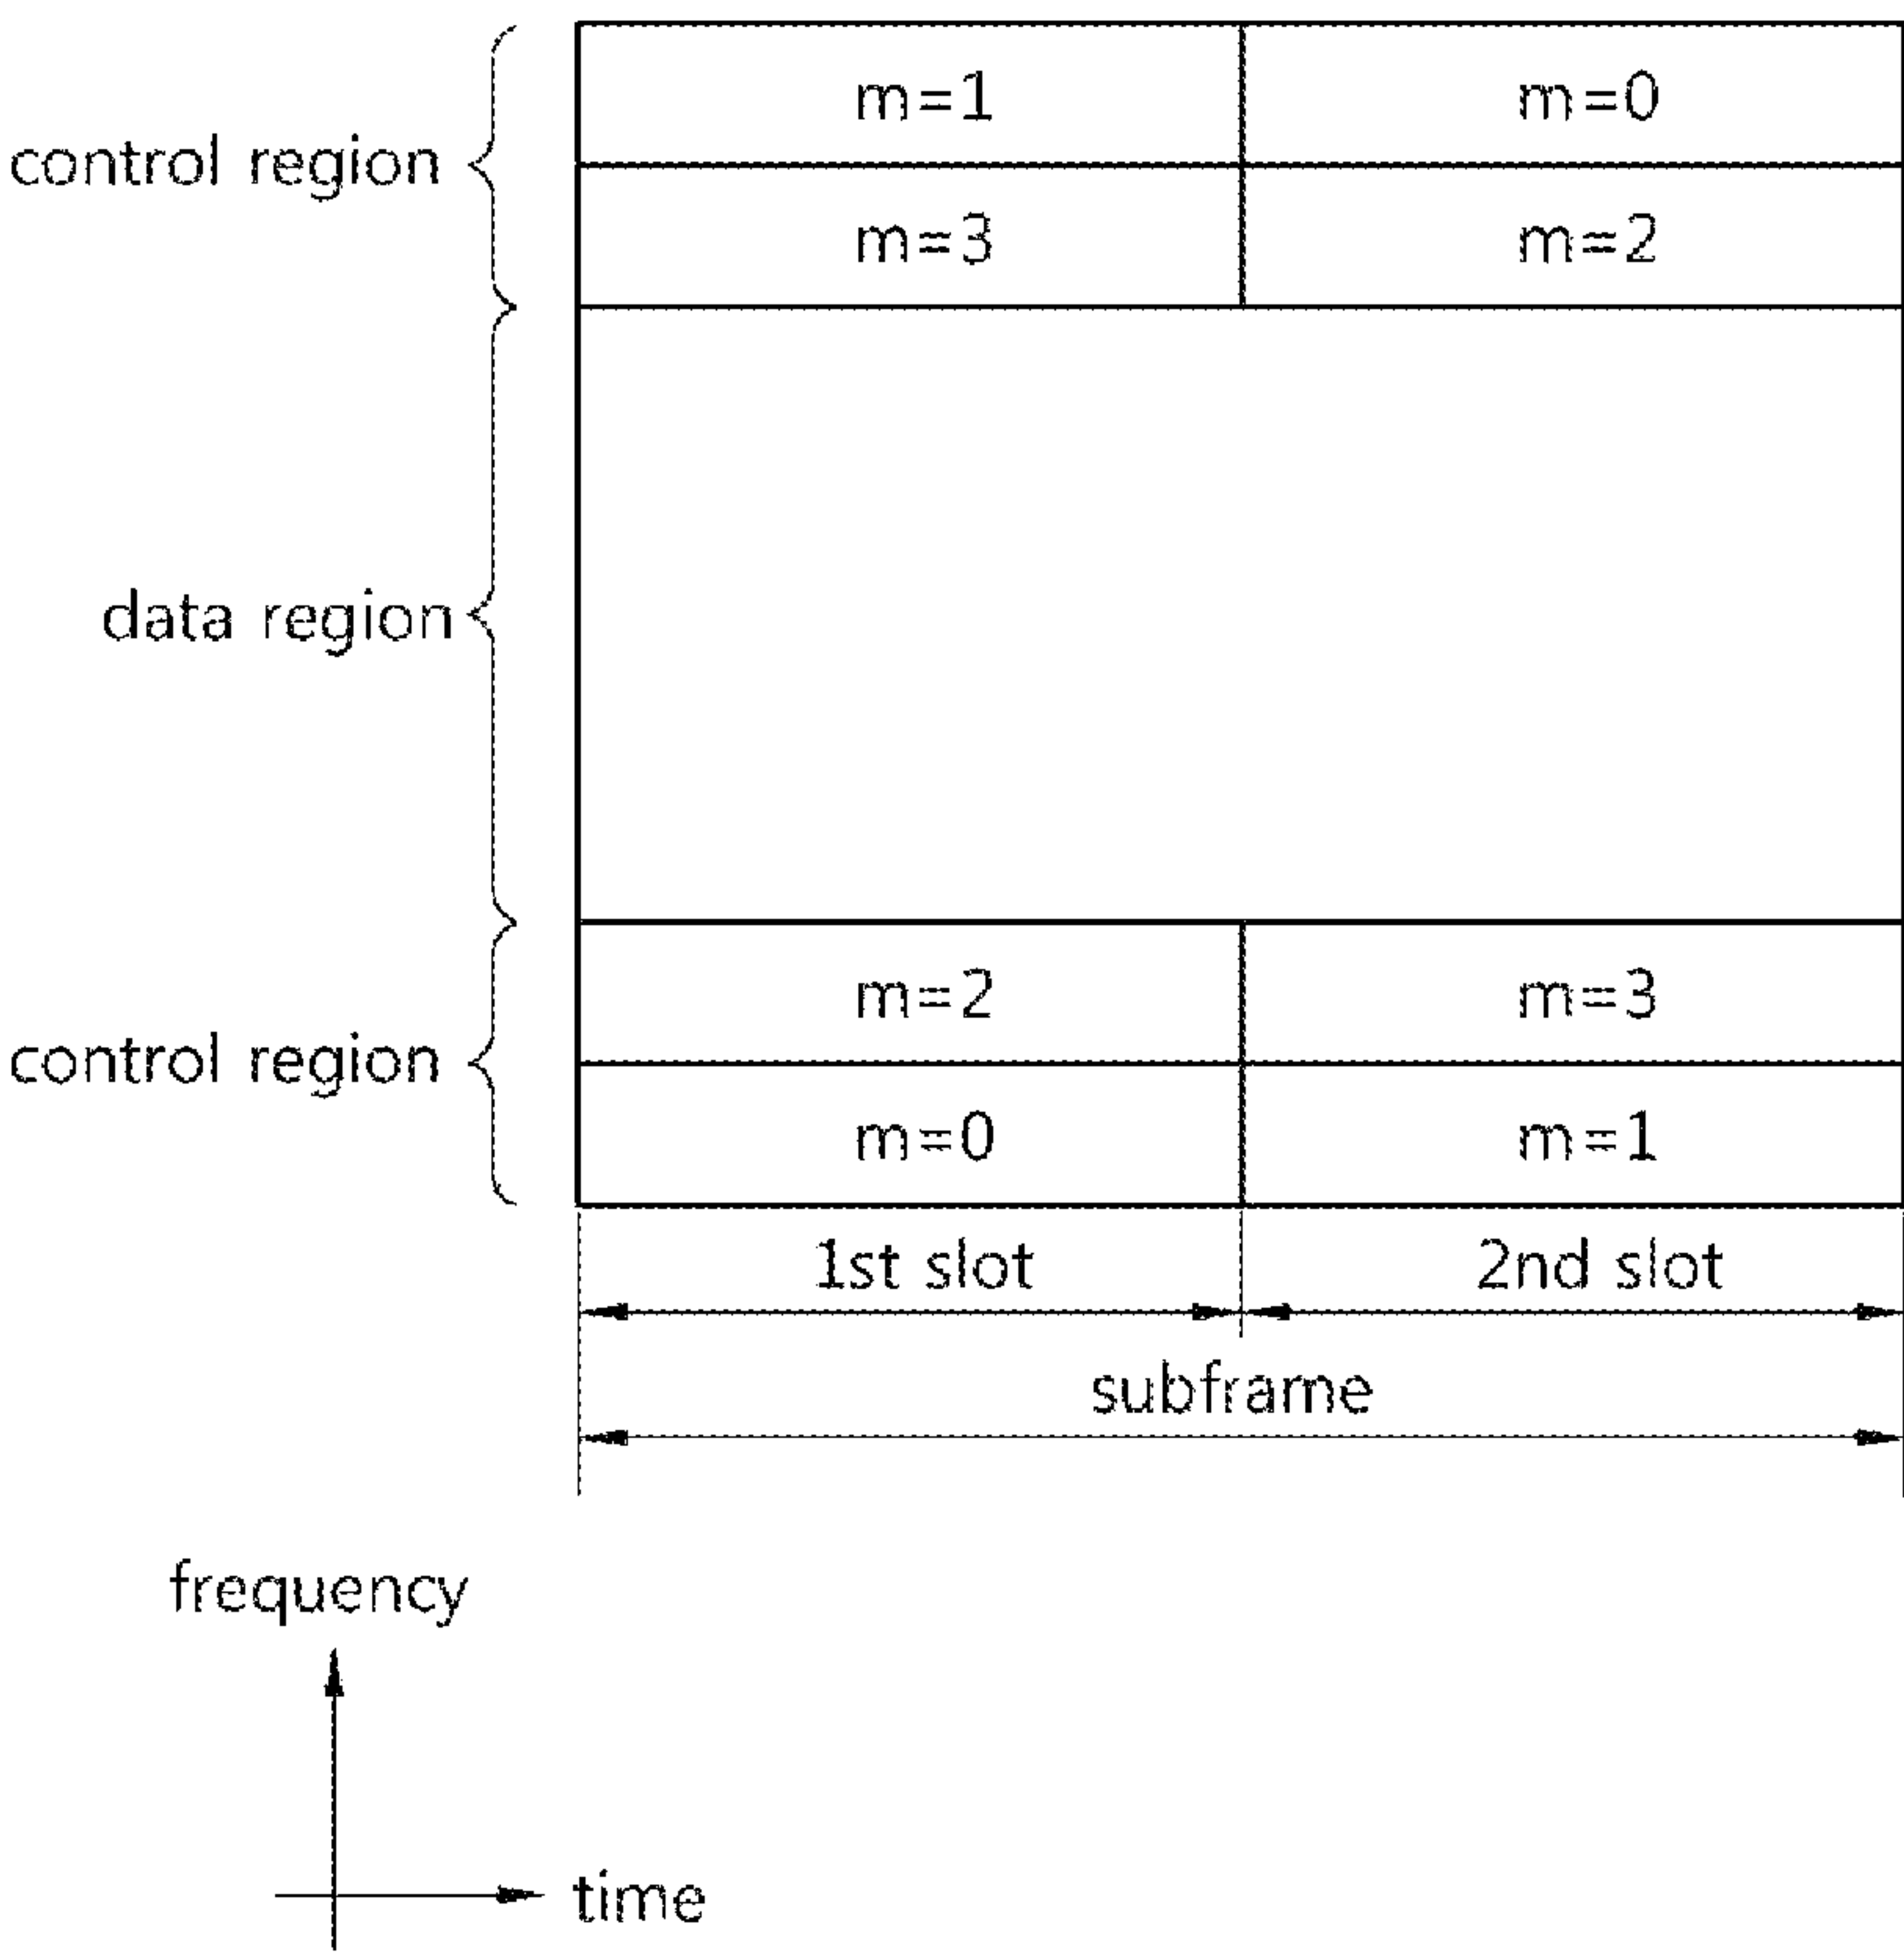 m=1 m=0
control region
m=3 m=2
data region
m=2 m=3
control region
m=0 m=1
1st slot 2nd slot
subframe
frequency
time